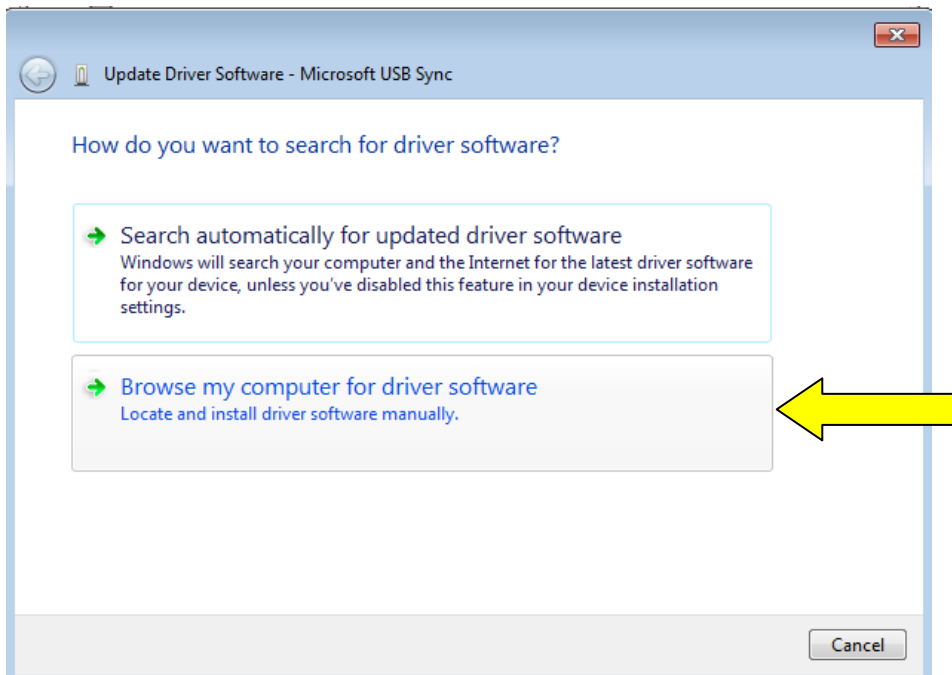 Update Driver Software - Microsoft USB Sync
How do you want to search for driver software?
Search automatically for updated driver software
Windows will search your computer and the Internet for the latest driver software
for your device, unless you've disabled this feature in your device installation
settings.
Browse my computer for driver software
Locate and install driver software manually.
Cancel